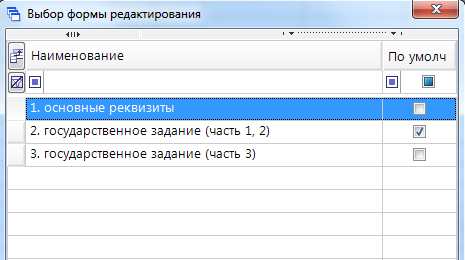 Выбор формы редактирования
Наименование
По умолч
1. основные реквизиты
2. государственное задание (часть 1, 2)
3. государственное задание (часть 3)